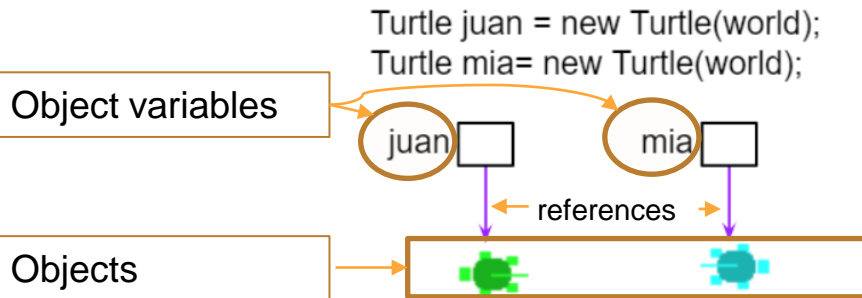 Turtle juan = new Turtle(world);
Turtle mia= new Turtle(world);
Object variables
juan
mia
references
Objects